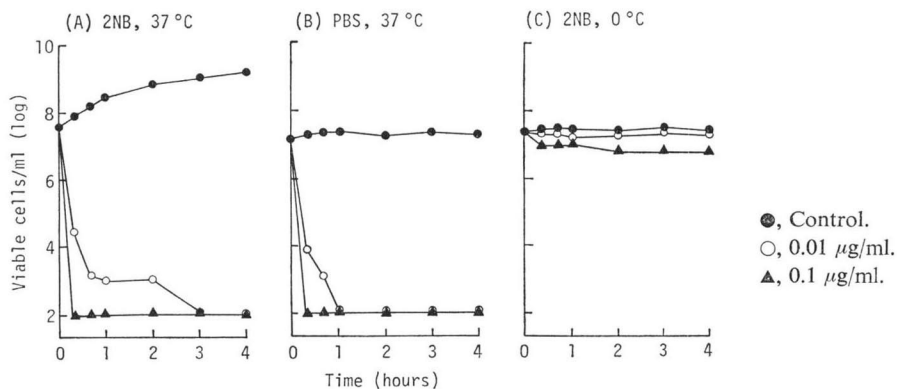 (A) 2NB, 37 °C
(B) PBS, 37 °C
(C) 2NB, 0 °C
Viable cells/ml (log)
10
8
6
4
2
0 1 2 3 4
0 1 2 3 4
0 1 2 3 4
Time (hours)
●, Control.
○, 0.01 μg/ml.
▲, 0.1 μg/ml.